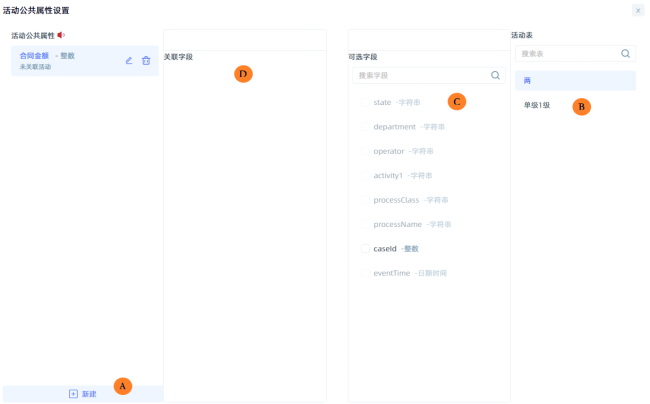 活动公共属性设置
x
活动公共属性
合同金额 - 整数
未关联活动
A
新建
关联字段
D
可选字段
搜索字段
state -字符串
C
department -字符串
operator -字符串
activity1 -字符串
processClass -字符串
processName -字符串
caseId -整数
eventTime -日期时间
活动表
搜索表
两
单级1级
B